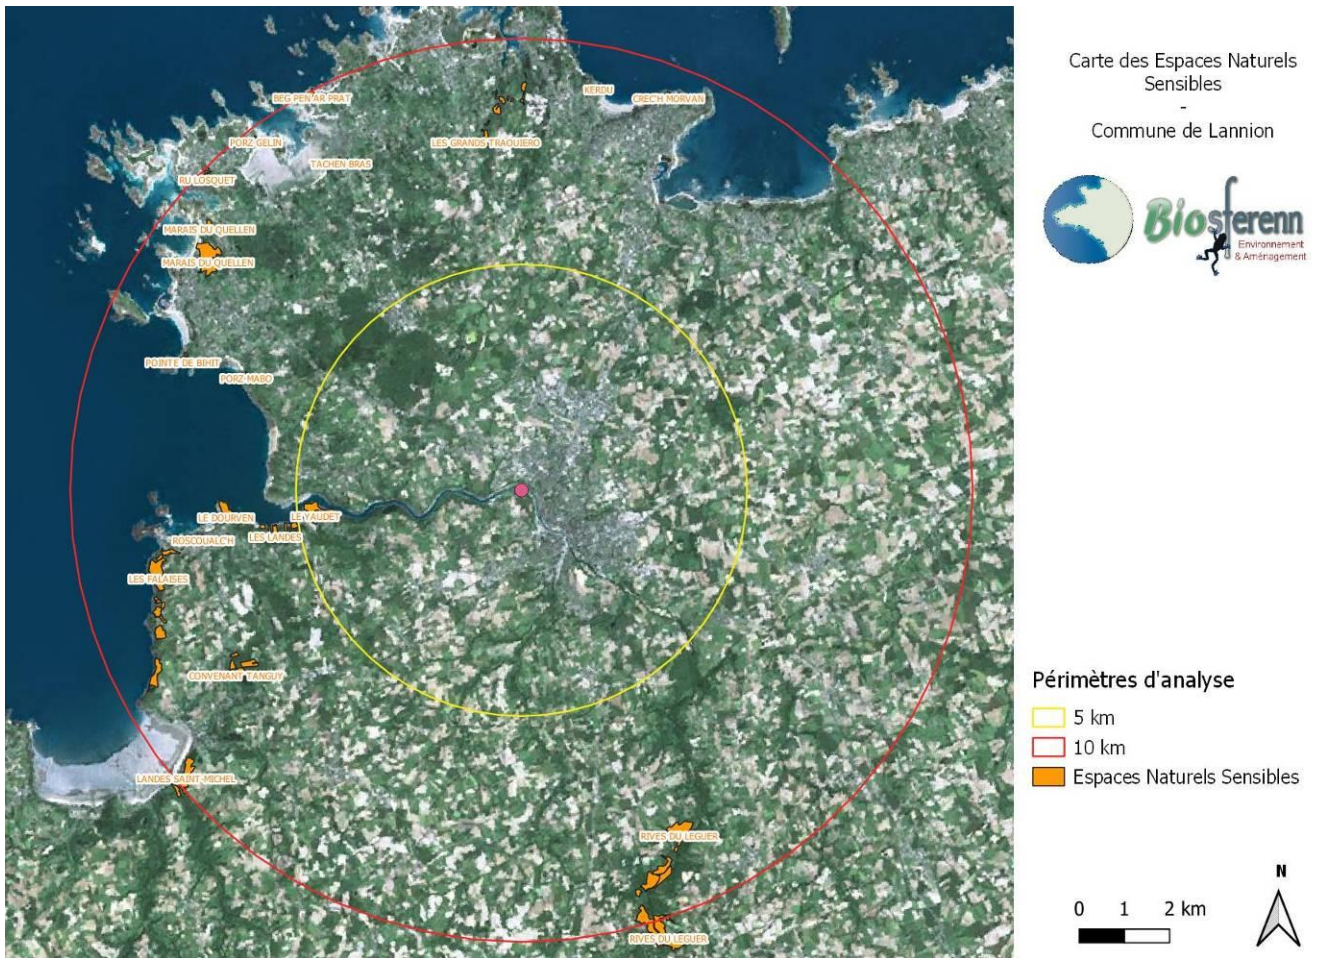 Carte des Espaces Naturels
Sensibles
-
Commune de Lannion
Biosferenn
Environnement
& Aménagement
BEG PEN AR PRAT
KERDU
CREC'H MORVAN
PORZ GELIN
LES GRANDS TRAOUIERO
TACHEN BRAS
RU LOSQUET
MARAIS DU QUELLEN
MARAIS DU QUELLEN
POINTE DE BIHIT
PORZ-MABO
LE DOURVEN
LE YAUDET
LES LANDES
ROSCOUALC'H
LES FALAISES
CONVENANT TANGUY
LANDES SAINT-MICHEL
RIVES DU LEGUER
RIVES DU LEGUER
Périmètres d'analyse
5 km
10 km
Espaces Naturels Sensibles
N
0 1 2 km